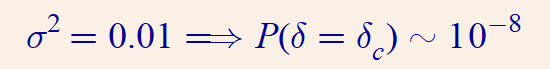 σ² = 0.01 ⟹ P(δ = δ_c) ∼ 10⁻⁸